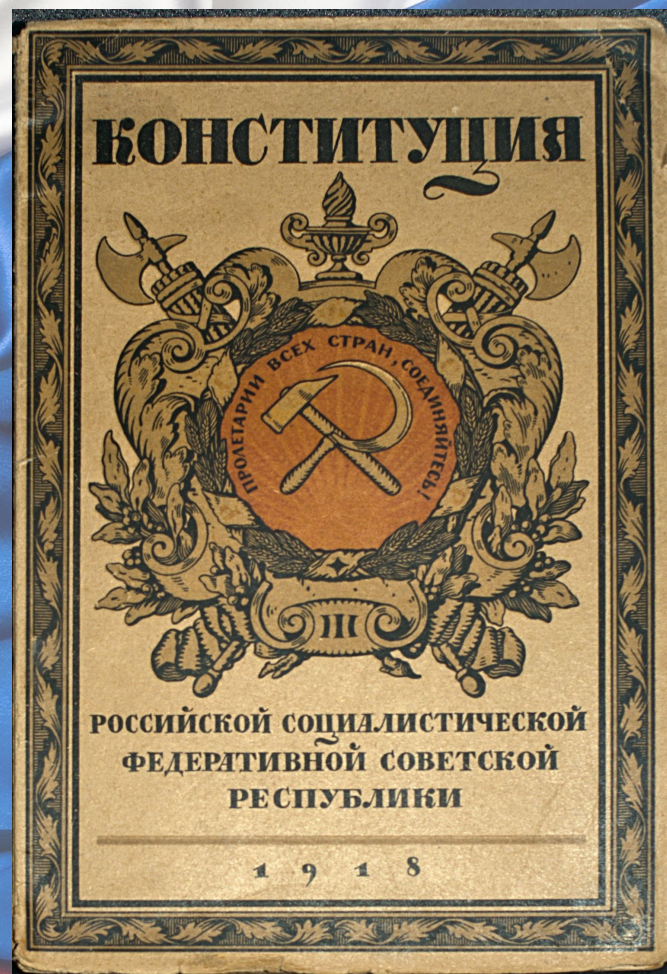 КОНСТИТУЦИЯ
ПРОЛЕТАРИИ ВСЕХ СТРАН, СОЕДИНЯЙТЕСЬ!
III
РОССИЙСКОЙ СОЦИАЛИСТИЧЕСКОЙ
ФЕДЕРАТИВНОЙ СОВЕТСКОЙ
РЕСПУБЛИКИ
1918